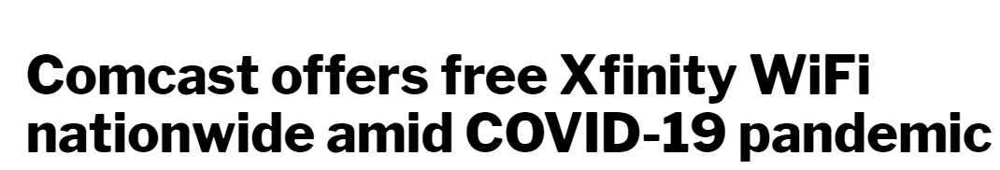 Comcast offers free Xfinity WiFi
nationwide amid COVID-19 pandemic